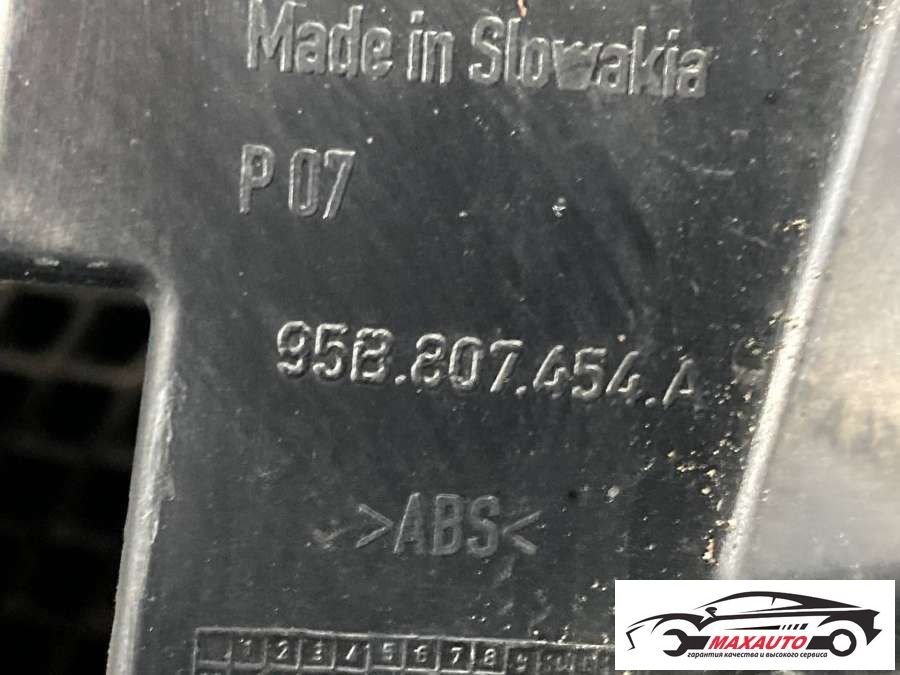 Made in Slowakia
P 07
95B.807.454.A
>ABS<
1 2 3 4 5 6 7 8 9
MAXAUTO
гарантия качества и высокого сервиса